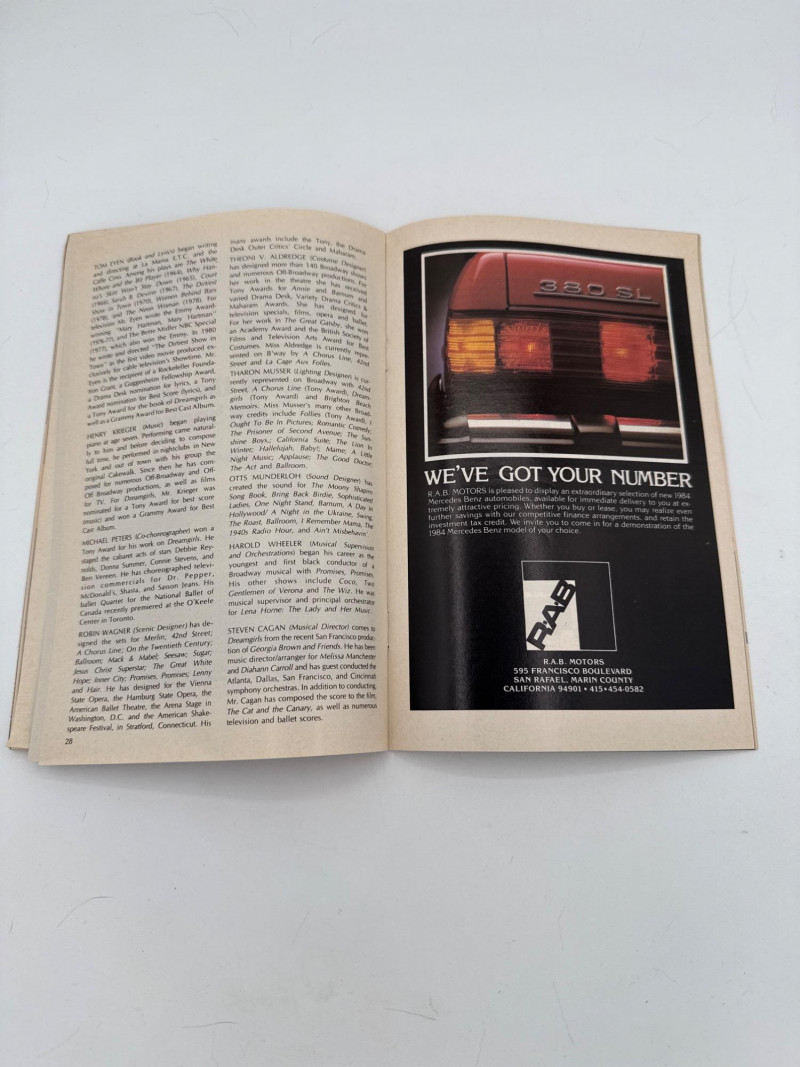 TOM EYEN (Book and Lyrics) began writing
and directing at La Mama E.T.C. and the
Caffe Cino. Among his plays are The White
Whore and the Bit Player (1964), Why Han-
na's Skirt Won't Stay Down (1965), Court
(1966), Sarah B. Divine (1967), The Dirtiest
Show in Town (1970), Women Behind Bars
(1974), and The Neon Woman (1978). For
television Mr. Eyen wrote the Emmy Award-
winning "Mary Hartman, Mary Hartman"
(1976-77), and The Bette Midler NBC Special
(1977), which also won the Emmy. In 1980
he wrote and directed "The Dirtiest Show in
Town" as the first video movie produced ex-
clusively for cable television's Showtime. Mr.
Eyen is the recipient of a Rockefeller Founda-
tion Grant, a Guggenheim Fellowship Award,
a Drama Desk nomination for lyrics, a Tony
Award nomination for Best Score (lyrics), and
a Tony Award for the book of Dreamgirls as
well as a Grammy Award for Best Cast Album.
HENRY KRIEGER (Music) began playing
piano at age seven. Performing came natural-
ly to him and before deciding to compose
full time, he performed in nightclubs in New
York and out of town with his group the
original Cakewalk. Since then he has com-
posed for numerous Off-Broadway and Off-
Off Broadway productions, as well as films
for TV. For Dreamgirls, Mr. Krieger was
nominated for a Tony Award for best score
(music) and won a Grammy Award for Best
Cast Album.
MICHAEL PETERS (Co-choreographer) won a
Tony Award for his work on Dreamgirls. He
staged the cabaret acts of stars Debbie Rey-
nolds, Donna Summer, Connie Stevens, and
Ben Vereen. He has choreographed televi-
sion commercials for Dr. Pepper,
McDonald's, Shasta, and Sasson Jeans. His
ballet Quartet for the National Ballet of
Canada recently premiered at the O'Keefe
Center in Toronto.
ROBIN WAGNER (Scenic Designer) has de-
signed the sets for Merlin; 42nd Street;
A Chorus Line; On the Twentieth Century;
Ballroom; Mack & Mabel; Seesaw; Sugar;
Jesus Christ Superstar; The Great White
Hope; Inner City; Promises, Promises; Lenny
and Hair. He has designed for the Vienna
State Opera, the Hamburg State Opera, the
American Ballet Theatre, the Arena Stage in
Washington, D.C. and the American Shake-
speare Festival, in Stratford, Connecticut. His
28
many awards include the Tony, the Drama
Desk Outer Critics' Circle and Maharam.
THEONI V. ALDREDGE (Costume Designer)
has designed more than 140 Broadway shows
and numerous Off-Broadway productions. For
her work in the theatre she has received
Tony Awards for Annie and Barnum and
varied Drama Desk, Variety Drama Critics &
Maharam Awards. She has designed for
television specials, films, opera and ballet.
For her work in The Great Gatsby, she won
an Academy Award and the British Society of
Films and Television Arts Award for Best
Costumes. Miss Aldredge is currently repre-
sented on B'way by A Chorus Line, 42nd
Street and La Cage Aux Folles.
THARON MUSSER (Lighting Designer) is cur-
rently represented on Broadway with 42nd
Street, A Chorus Line (Tony Award), Dream-
girls (Tony Award) and Brighton Beach
Memoirs. Miss Musser's many other Broad-
way credits include Follies (Tony Award), I
Ought To Be In Pictures; Romantic Comedy;
The Prisoner of Second Avenue; The Sun-
shine Boys,; California Suite; The Lion In
Winter; Hallelujah, Baby!; Mame; A Little
Night Music; Applause; The Good Doctor;
The Act and Ballroom.
OTTS MUNDERLOH (Sound Designer) has
created the sound for The Moony Shapiro
Song Book, Bring Back Birdie, Sophisticated
Ladies, One Night Stand, Barnum, A Day In
Hollywood/ A Night in the Ukraine, Swing,
The Roast, Ballroom, I Remember Mama, The
1940s Radio Hour, and Ain't Misbehavin'.
HAROLD WHEELER (Musical Supervision
and Orchestrations) began his career as the
youngest and first black conductor of a
Broadway musical with Promises, Promises.
His other shows include Coco, Two
Gentlemen of Verona and The Wiz. He was
musical supervisor and principal orchestrator
for Lena Horne: The Lady and Her Music.
STEVEN CAGAN (Musical Director) comes to
Dreamgirls from the recent San Francisco produc-
tion of Georgia Brown and Friends. He has been
music director/arranger for Melissa Manchester
and Diahann Carroll and has guest conducted the
Atlanta, Dallas, San Francisco, and Cincinnati
symphony orchestras. In addition to conducting,
Mr. Cagan has composed the score to the film,
The Cat and the Canary, as well as numerous
television and ballet scores.
380 SL
WE'VE GOT YOUR NUMBER
R.A.B. MOTORS is pleased to display an extraordinary selection of new 1984
Mercedes Benz automobiles, available for immediate delivery to you at ex-
tremely attractive pricing. Whether you buy or lease, you may realize even
further savings with our competitive finance arrangements, and retain the
investment tax credit. We invite you to come in for a demonstration of the
1984 Mercedes Benz model of your choice.
RAB
R.A.B. MOTORS
595 FRANCISCO BOULEVARD
SAN RAFAEL, MARIN COUNTY
CALIFORNIA 94901 • 415•454-0582